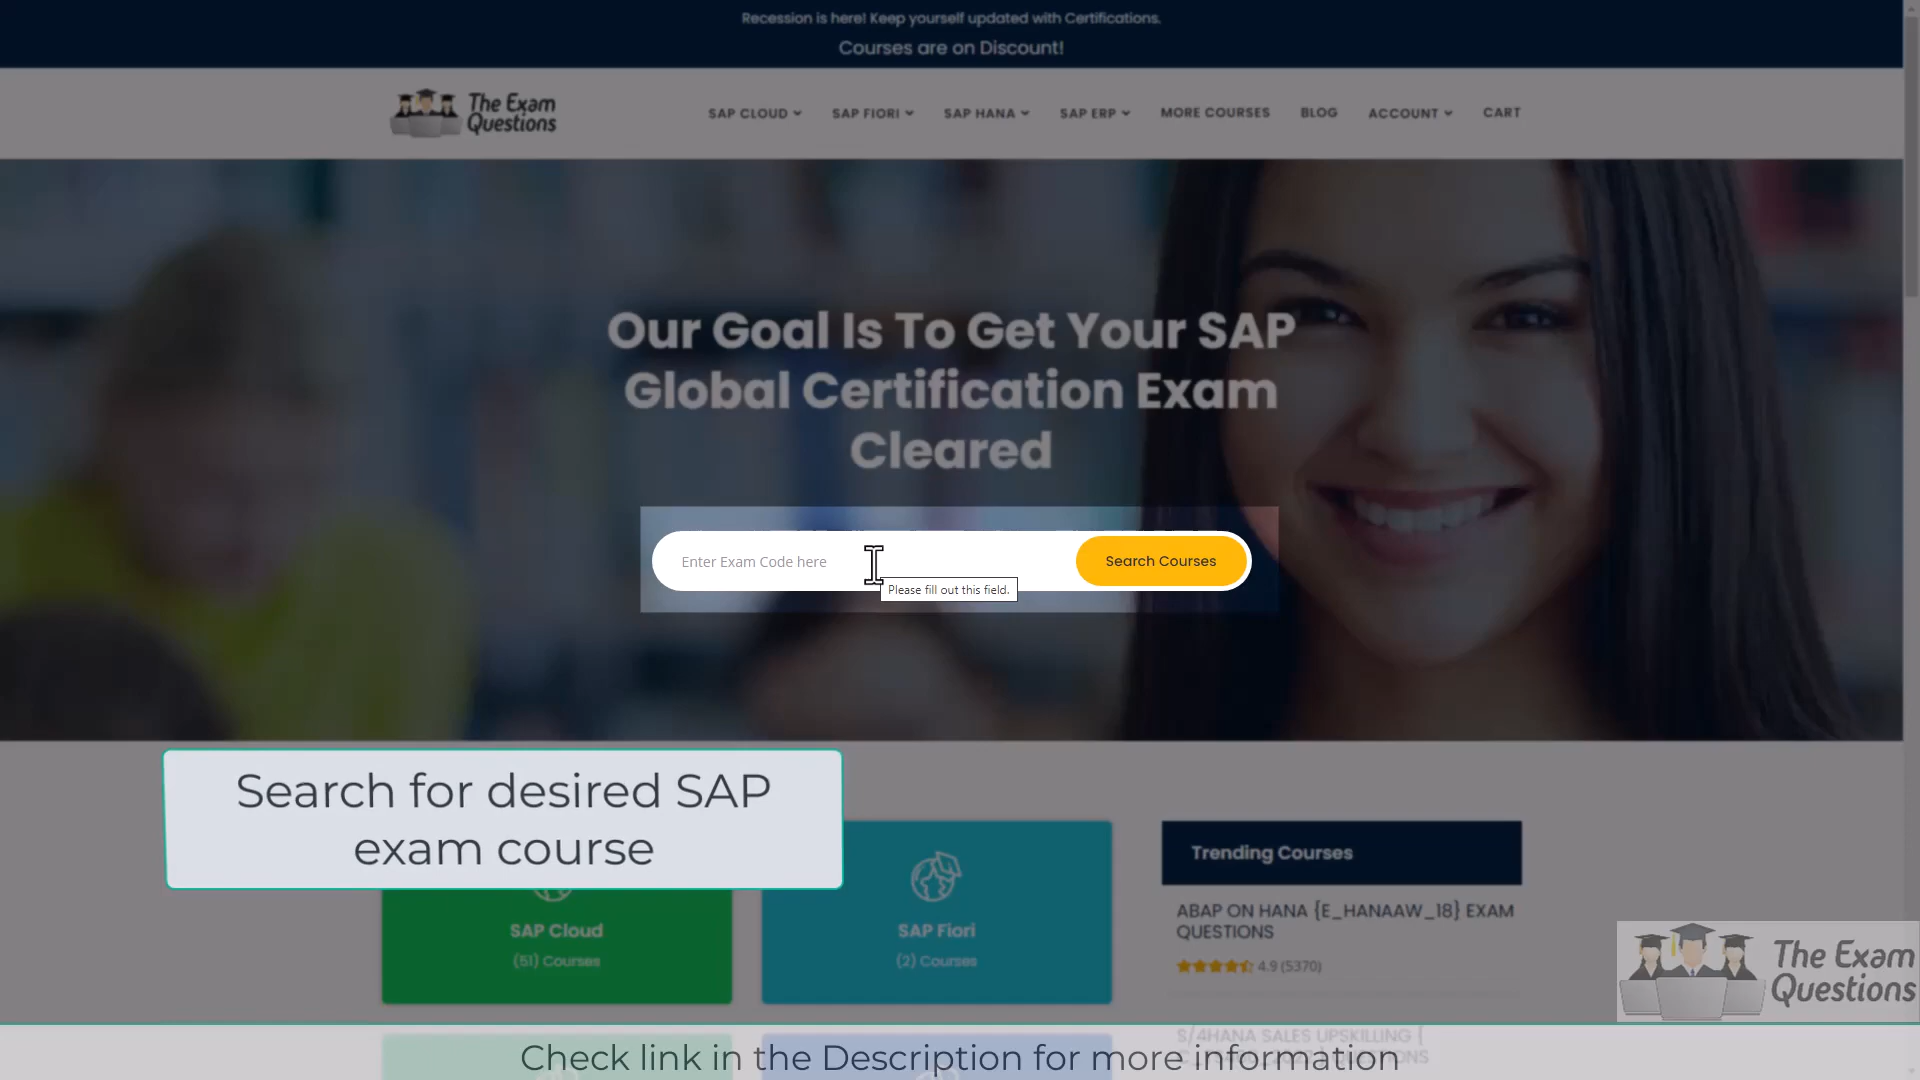 Recession is here! Keep yourself updated with Certifications.
Courses are on Discount!
The Exam
Questions
SAP CLOUD
SAP FIORI
SAP HANA
SAP ERP
MORE COURSES
BLOG
ACCOUNT
CART
Our Goal Is To Get Your SAP
Global Certification Exam
Cleared
Enter Exam Code here
Search Courses
Please fill out this field.
Search for desired SAP
exam course
SAP Cloud
(51) Courses
SAP Fiori
(2) Courses
Trending Courses
ABAP ON HANA {E_HANAAW_18} EXAM
QUESTIONS
4.9 (5370)
The Exam
Questions
S/4HANA SALES UPSKILLING {
Check link in the Description for more information